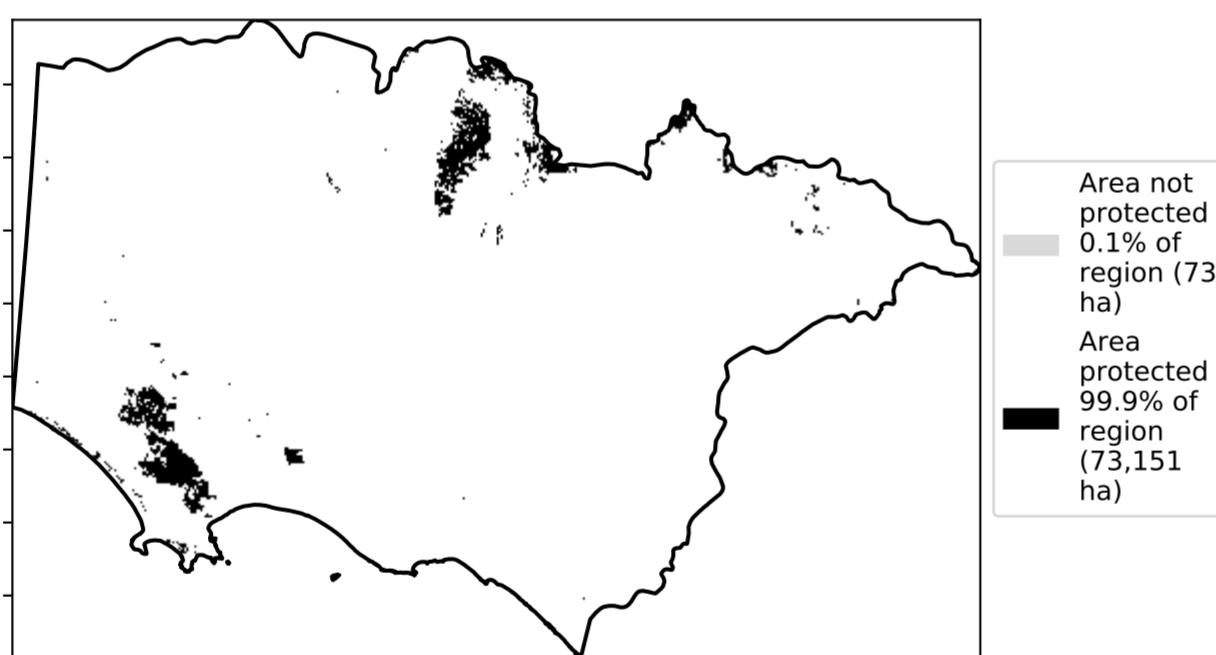 Area not
protected
0.1% of
region (73
ha)
Area
protected
99.9% of
region
(73,151
ha)